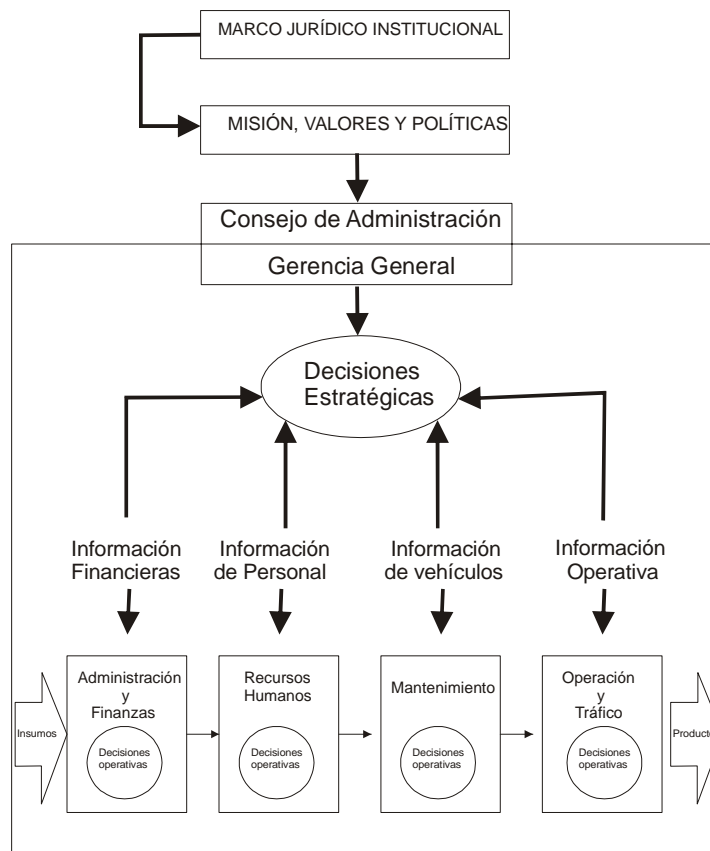 MARCO JURÍDICO INSTITUCIONAL
MISIÓN, VALORES Y POLÍTICAS
Consejo de Administración
Gerencia General
Decisiones
Estratégicas
Información
Financieras
Información
de Personal
Información
de vehículos
Información
Operativa
Insumos
Administración
y
Finanzas
Decisiones
operativas
Recursos
Humanos
Decisiones
operativas
Mantenimiento
Decisiones
operativas
Operación
y
Tráfico
Decisiones
operativas
Producto